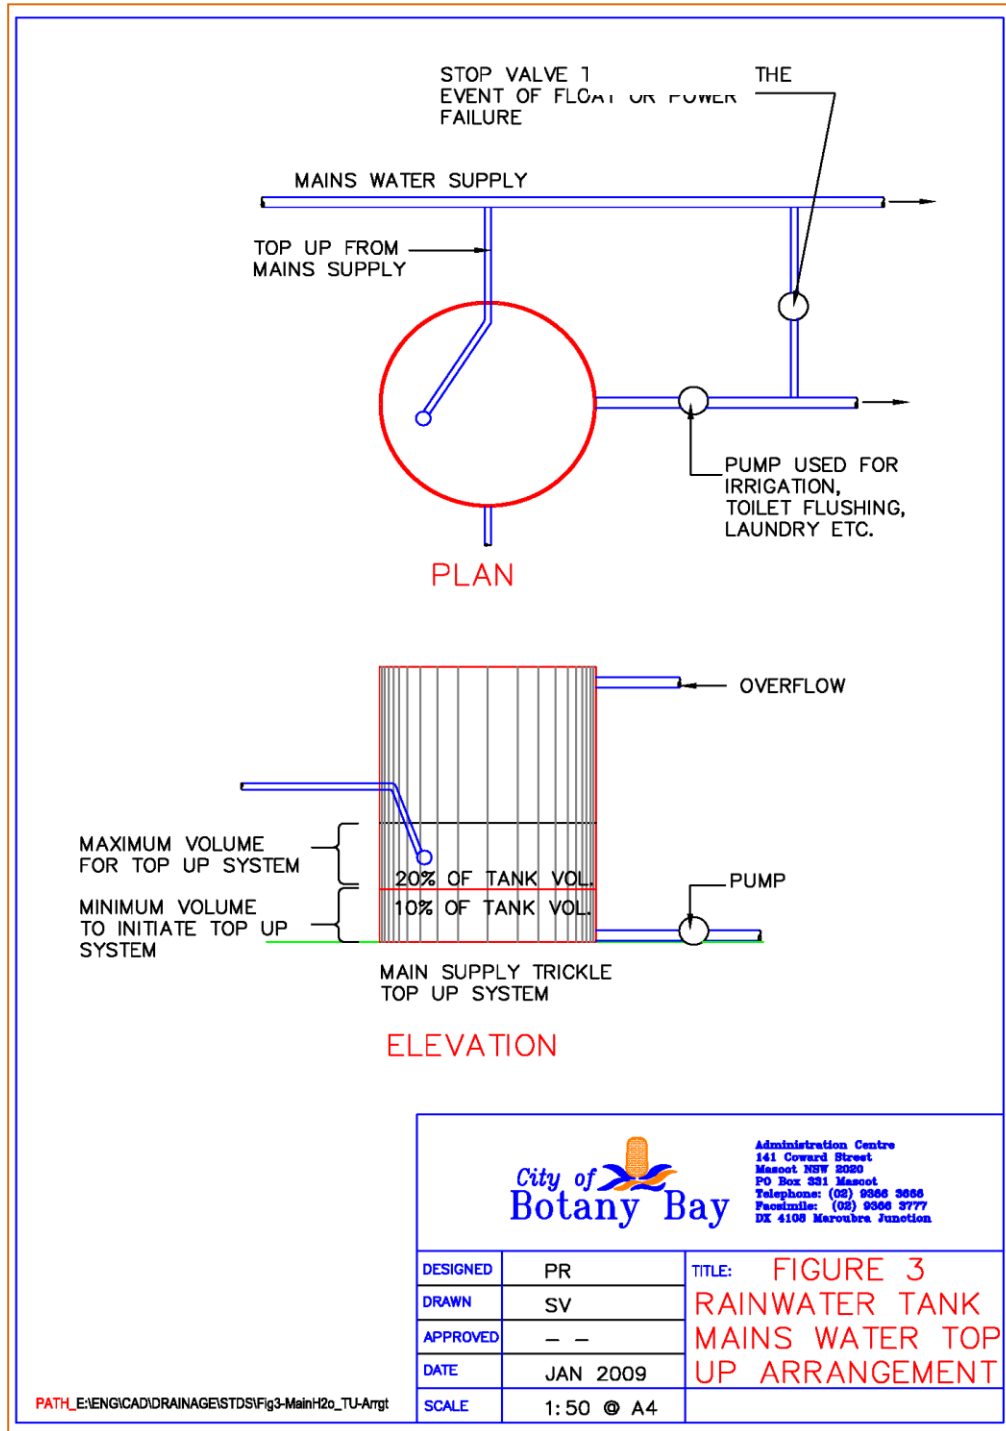 STOP VALVE THE
EVENT OF FLOAT OR POWER
FAILURE
MAINS WATER SUPPLY
TOP UP FROM
MAINS SUPPLY
PUMP USED FOR
IRRIGATION,
TOILET FLUSHING,
LAUNDRY ETC.
PLAN
OVERFLOW
MAXIMUM VOLUME
FOR TOP UP SYSTEM
20% OF TANK VOL.
10% OF TANK VOL.
MINIMUM VOLUME
TO INITIATE TOP UP
SYSTEM
PUMP
MAIN SUPPLY TRICKLE
TOP UP SYSTEM
ELEVATION
City of
Botany Bay
Administration Centre
141 Coward Street
Mascot NSW 2020
PO Box 331 Mascot
Telephone: (02) 9366 3666
Facsimile: (02) 9366 3777
DX 4108 Maroubra Junction
DESIGNED PR
DRAWN SV
APPROVED - -
DATE JAN 2009
SCALE 1:50 @ A4
TITLE: FIGURE 3
RAINWATER TANK
MAINS WATER TOP
UP ARRANGEMENT
PATH_E:\ENG\CAD\DRAINAGE\STDS\Fig3-MainH2o_TU-Arrgt